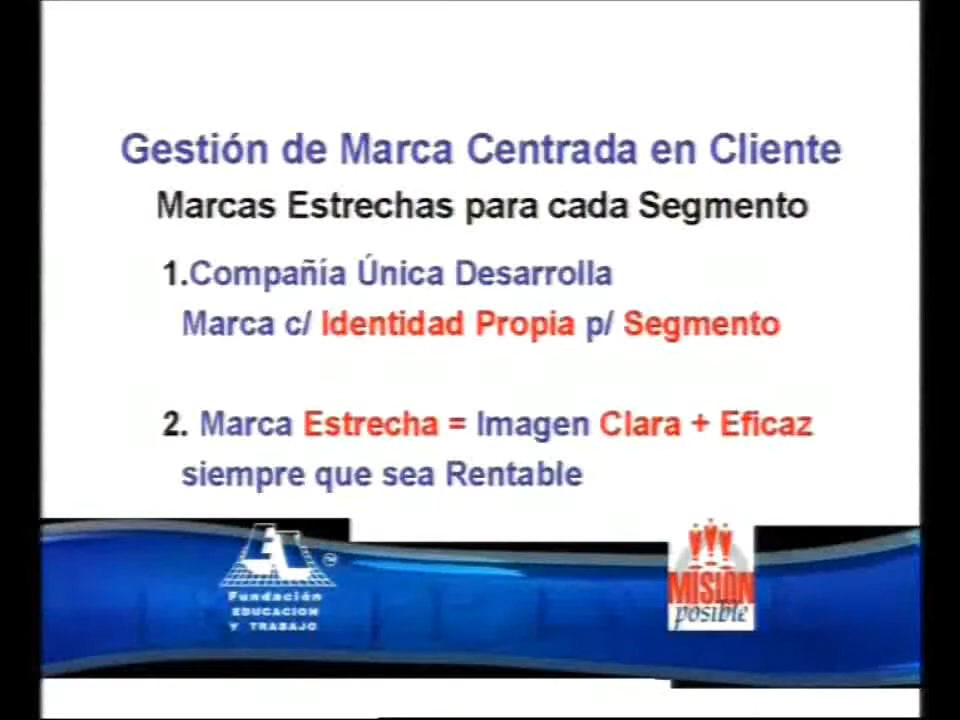 Gestión de Marca Centrada en Cliente
Marcas Estrechas para cada Segmento
1.Compañía Única Desarrolla
Marca c/ Identidad Propia p/ Segmento
2. Marca Estrecha = Imagen Clara + Eficaz
siempre que sea Rentable
Fundación
EDUCACION
Y TRABAJO
MISION
posible